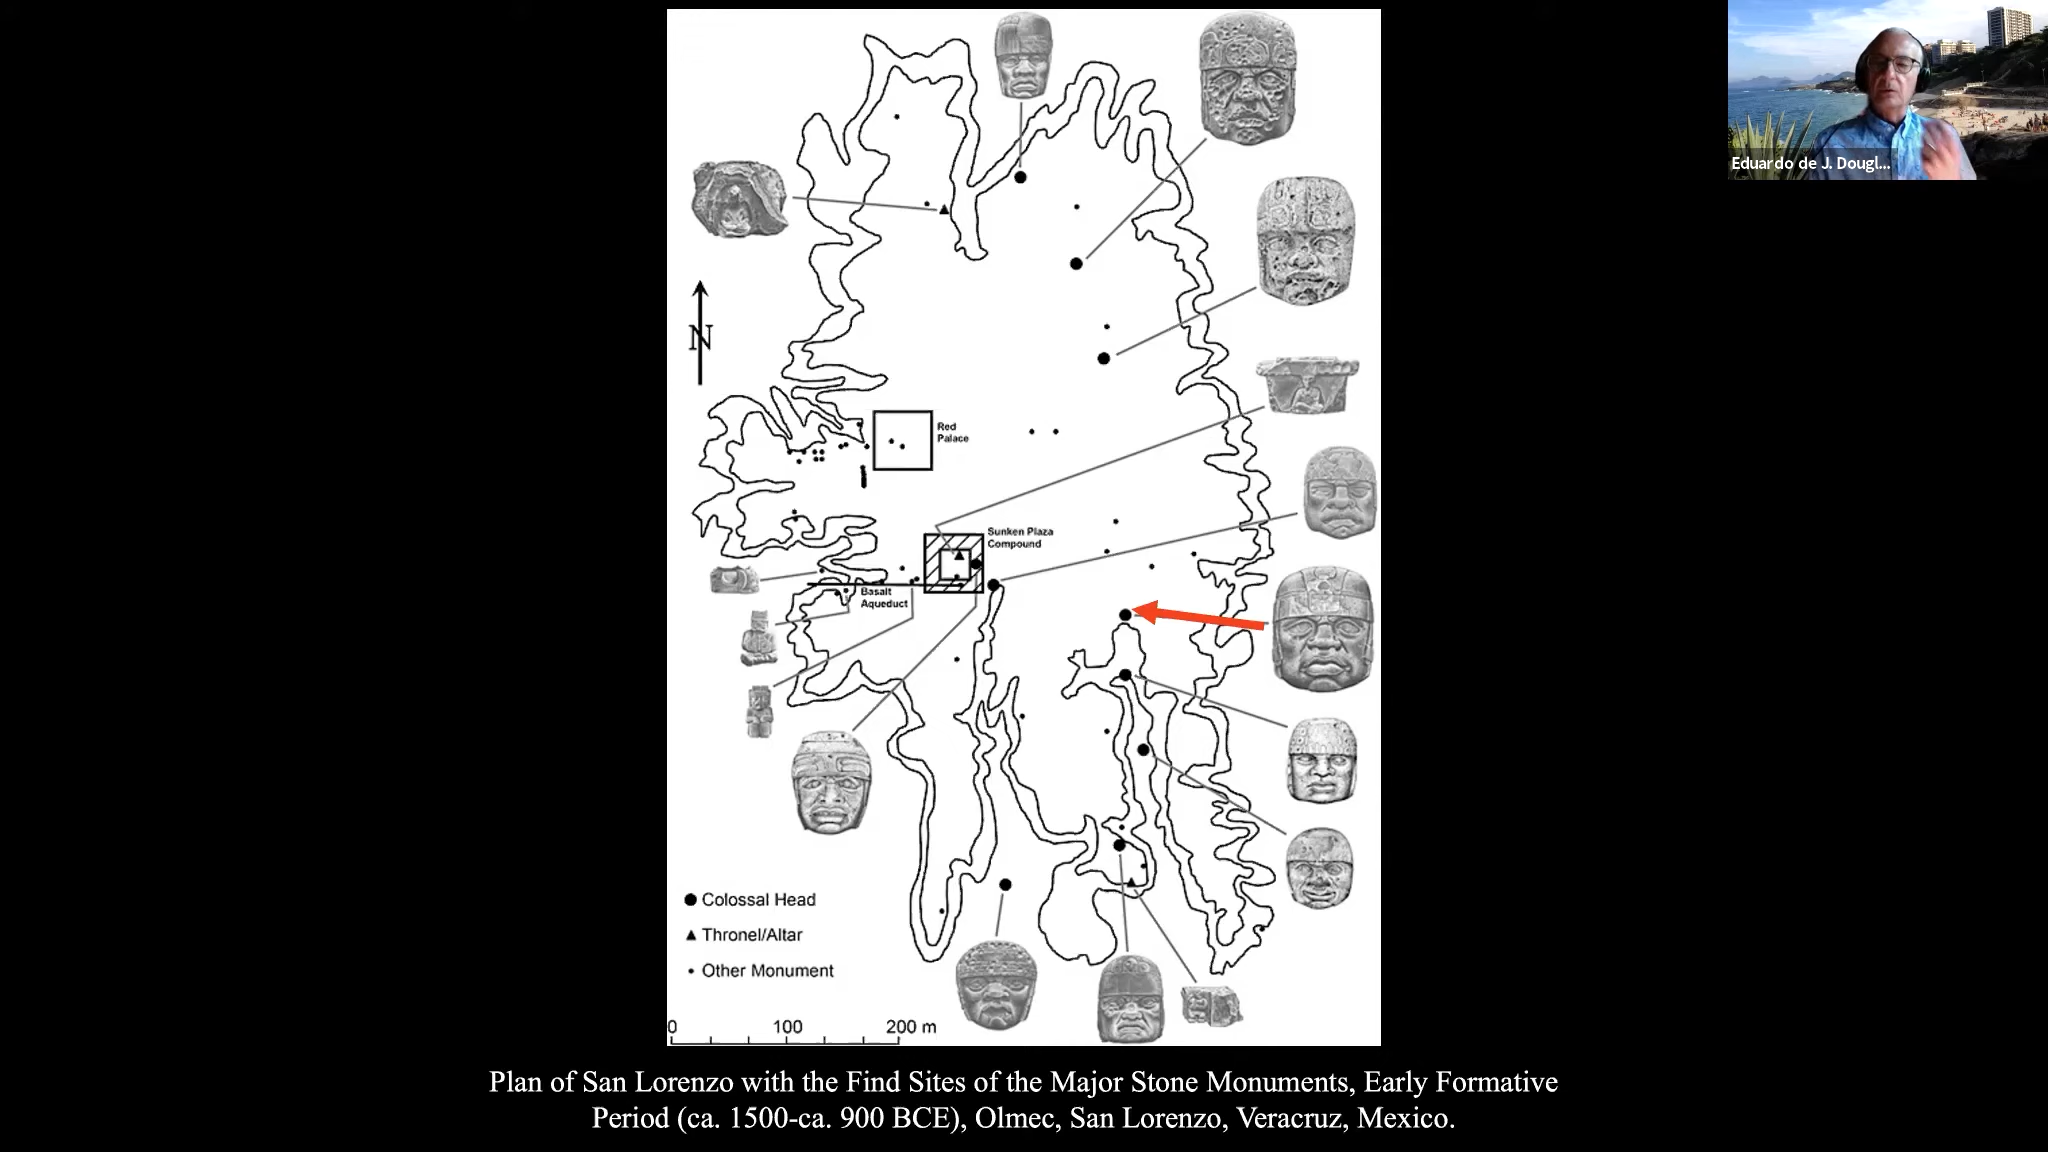 Eduardo de J. Dougl...
N
Red
Palace
Sunken Plaza
Compound
Basalt
Aqueduct
Colossal Head
Thronel/Altar
Other Monument
0 100 200 m
Plan of San Lorenzo with the Find Sites of the Major Stone Monuments, Early Formative
Period (ca. 1500-ca. 900 BCE), Olmec, San Lorenzo, Veracruz, Mexico.